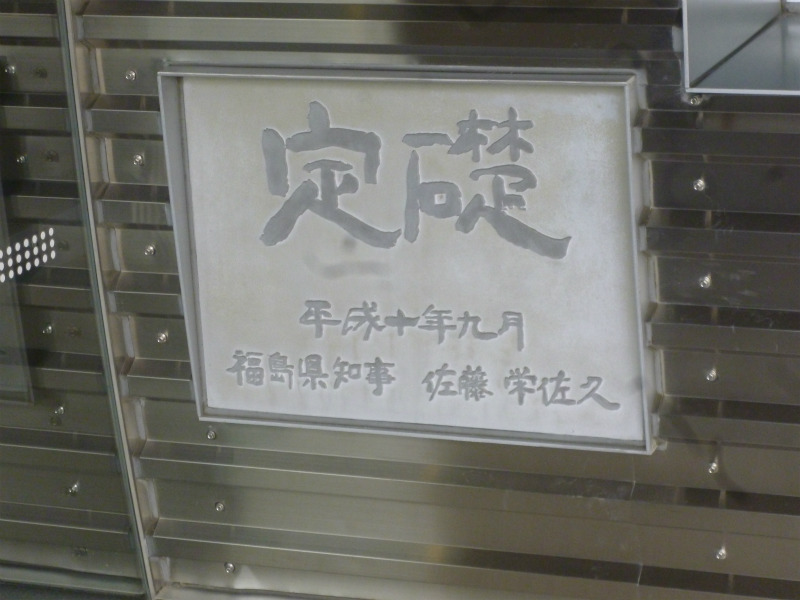 定礎
平成十年九月
福島県知事 佐藤栄佐久